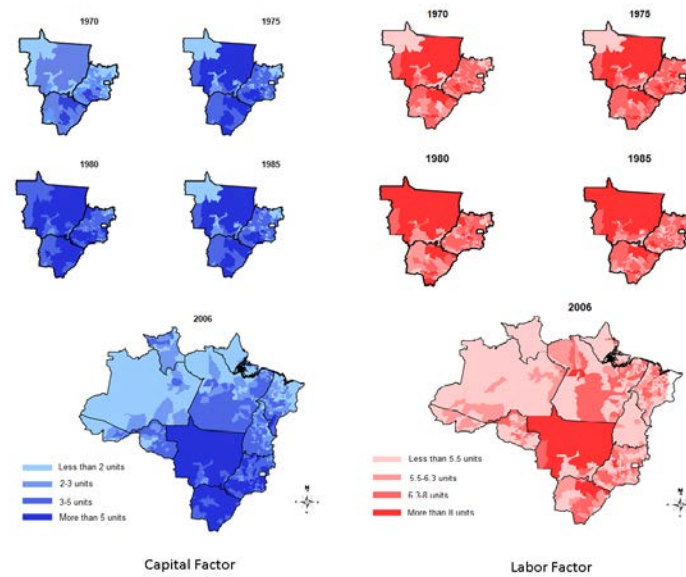 1970
1975
1980
1985
2006
Less than 2 units
2-3 units
3-5 units
More than 5 units
N
Capital Factor
1970
1975
1980
1985
2006
Less than 5.5 units
5.5-6.3 units
6.3-8 units
More than 8 units
N
Labor Factor